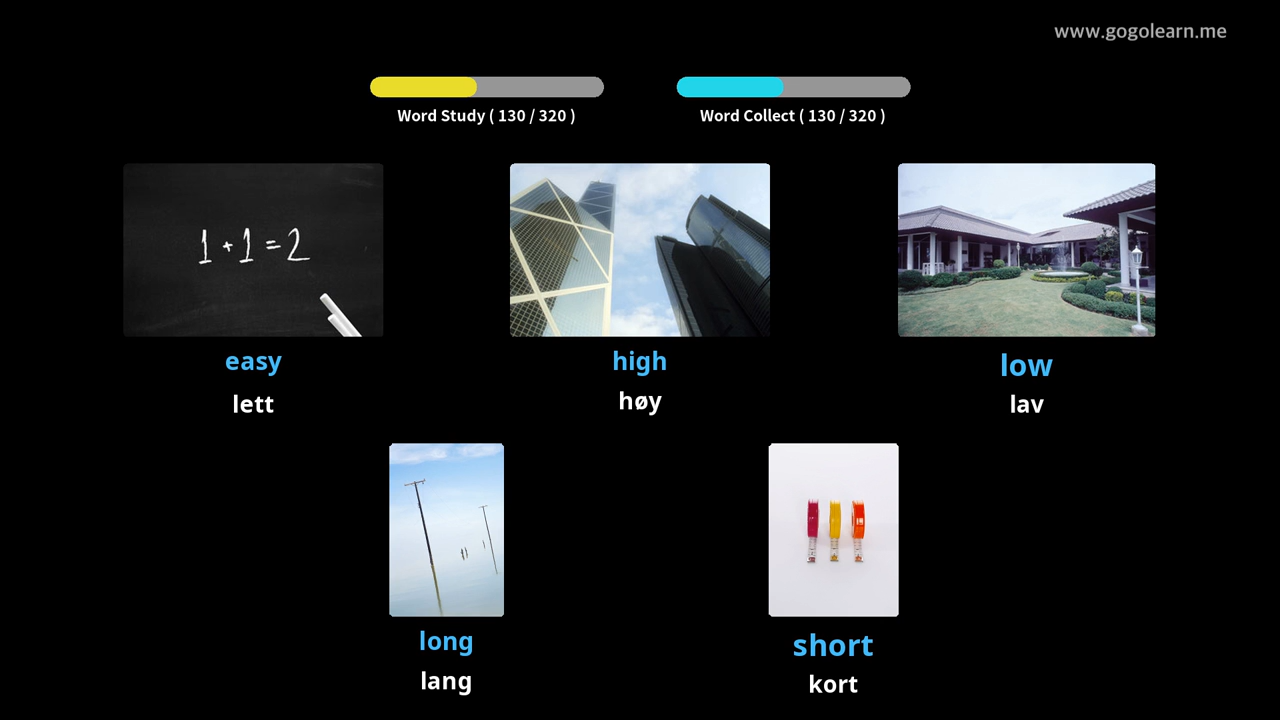 www.gogolearn.me
Word Study ( 130 / 320 )
Word Collect ( 130 / 320 )
1 + 1 = 2
easy
high
low
lett
høy
lav
long
short
lang
kort